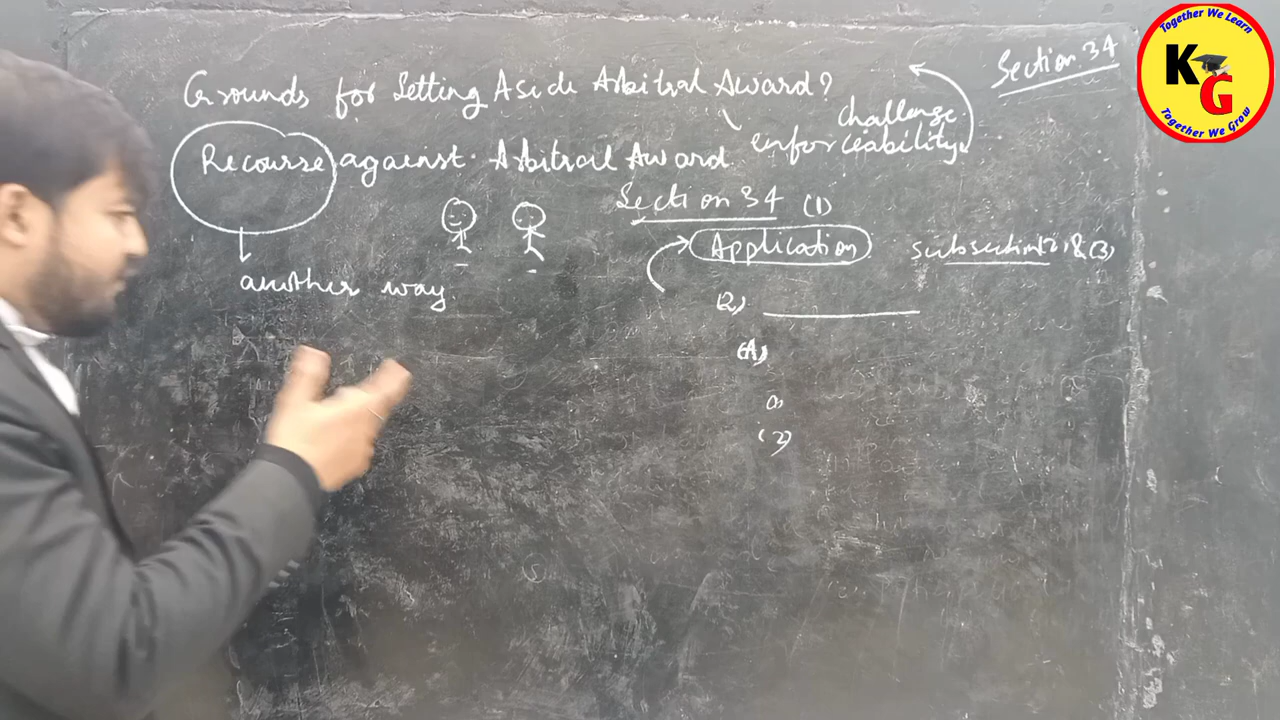 Section 34
Together We Learn
KG
Together We Grow
Grounds for Setting Aside Arbitral Award?
challenge
enforceability
Recourse against Arbitral Award
Section 34 (1)
Application subsection (2) & (3)
another way.
(2)
(A)
(2)